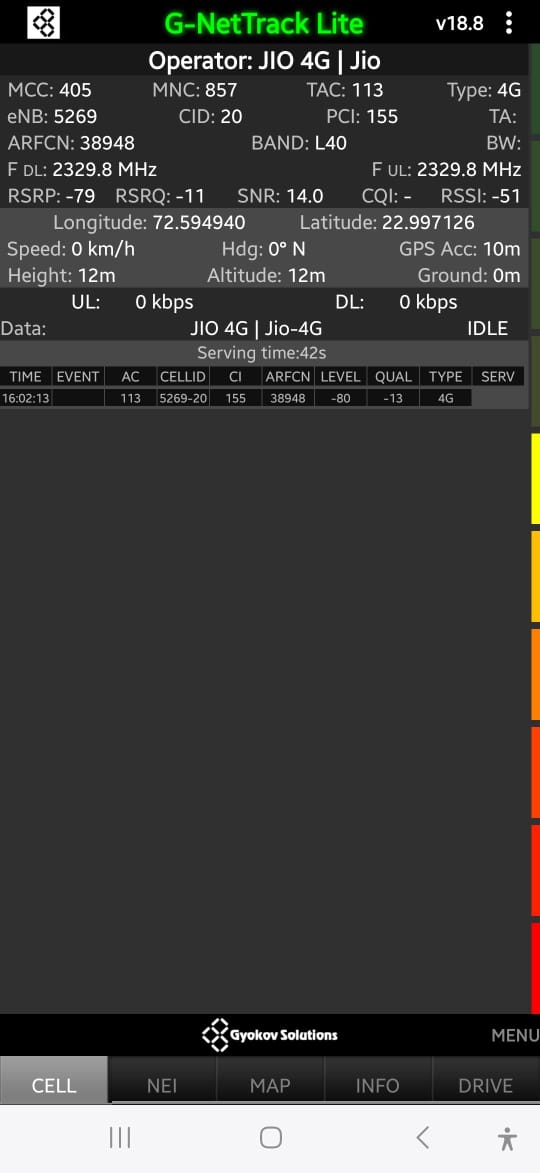 G-NetTrack Lite v18.8
Operator: JIO 4G | Jio
MCC: 405 MNC: 857 TAC: 113 Type: 4G
eNB: 5269 CID: 20 PCI: 155 TA:
ARFCN: 38948 BAND: L40 BW:
F DL: 2329.8 MHz F UL: 2329.8 MHz
RSRP: -79 RSRQ: -11 SNR: 14.0 CQI: - RSSI: -51
Longitude: 72.594940 Latitude: 22.997126
Speed: 0 km/h Hdg: 0° N GPS Acc: 10m
Height: 12m Altitude: 12m Ground: 0m
UL: 0 kbps DL: 0 kbps
Data: JIO 4G | Jio-4G IDLE
Serving time:42s
TIME EVENT AC CELLID CI ARFCN LEVEL QUAL TYPE SERV
16:02:13 113 5269-20 155 38948 -80 -13 4G
Gyokov Solutions MENU
CELL NEI MAP INFO DRIVE